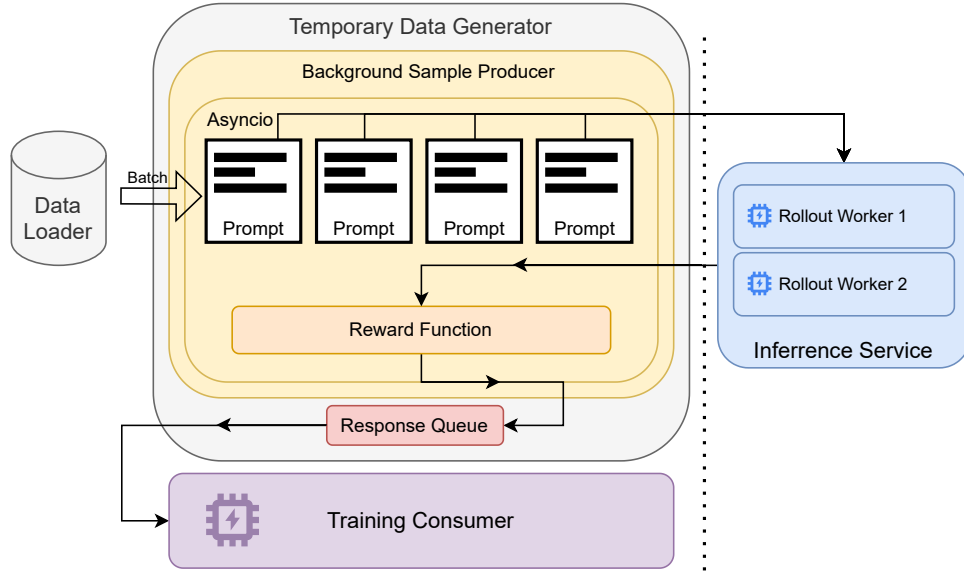 Temporary Data Generator
Background Sample Producer
Asyncio
Batch
Data
Loader
Prompt
Prompt
Prompt
Prompt
Rollout Worker 1
Rollout Worker 2
Inferrence Service
Reward Function
Response Queue
Training Consumer